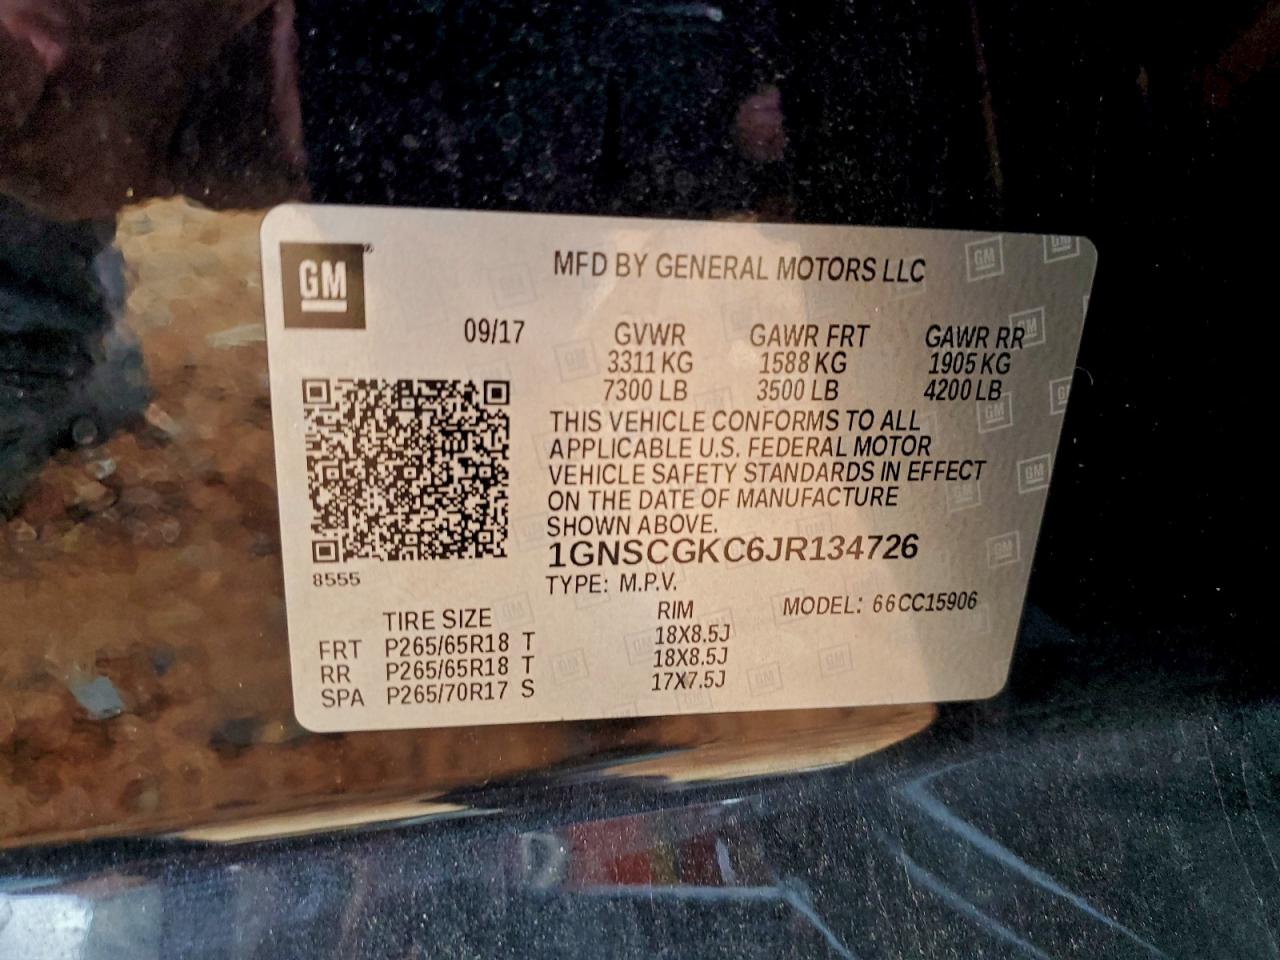 GM
MFD BY GENERAL MOTORS LLC
09/17 GVWR GAWR FRT GAWR RR
3311 KG 1588 KG 1905 KG
7300 LB 3500 LB 4200 LB
THIS VEHICLE CONFORMS TO ALL
APPLICABLE U.S. FEDERAL MOTOR
VEHICLE SAFETY STANDARDS IN EFFECT
ON THE DATE OF MANUFACTURE
SHOWN ABOVE.
1GNSCGKC6JR134726
8555
TYPE: M.P.V.
MODEL: 66CC15906
TIRE SIZE RIM
FRT P265/65R18 T 18X8.5J
RR P265/65R18 T 18X8.5J
SPA P265/70R17 S 17X7.5J